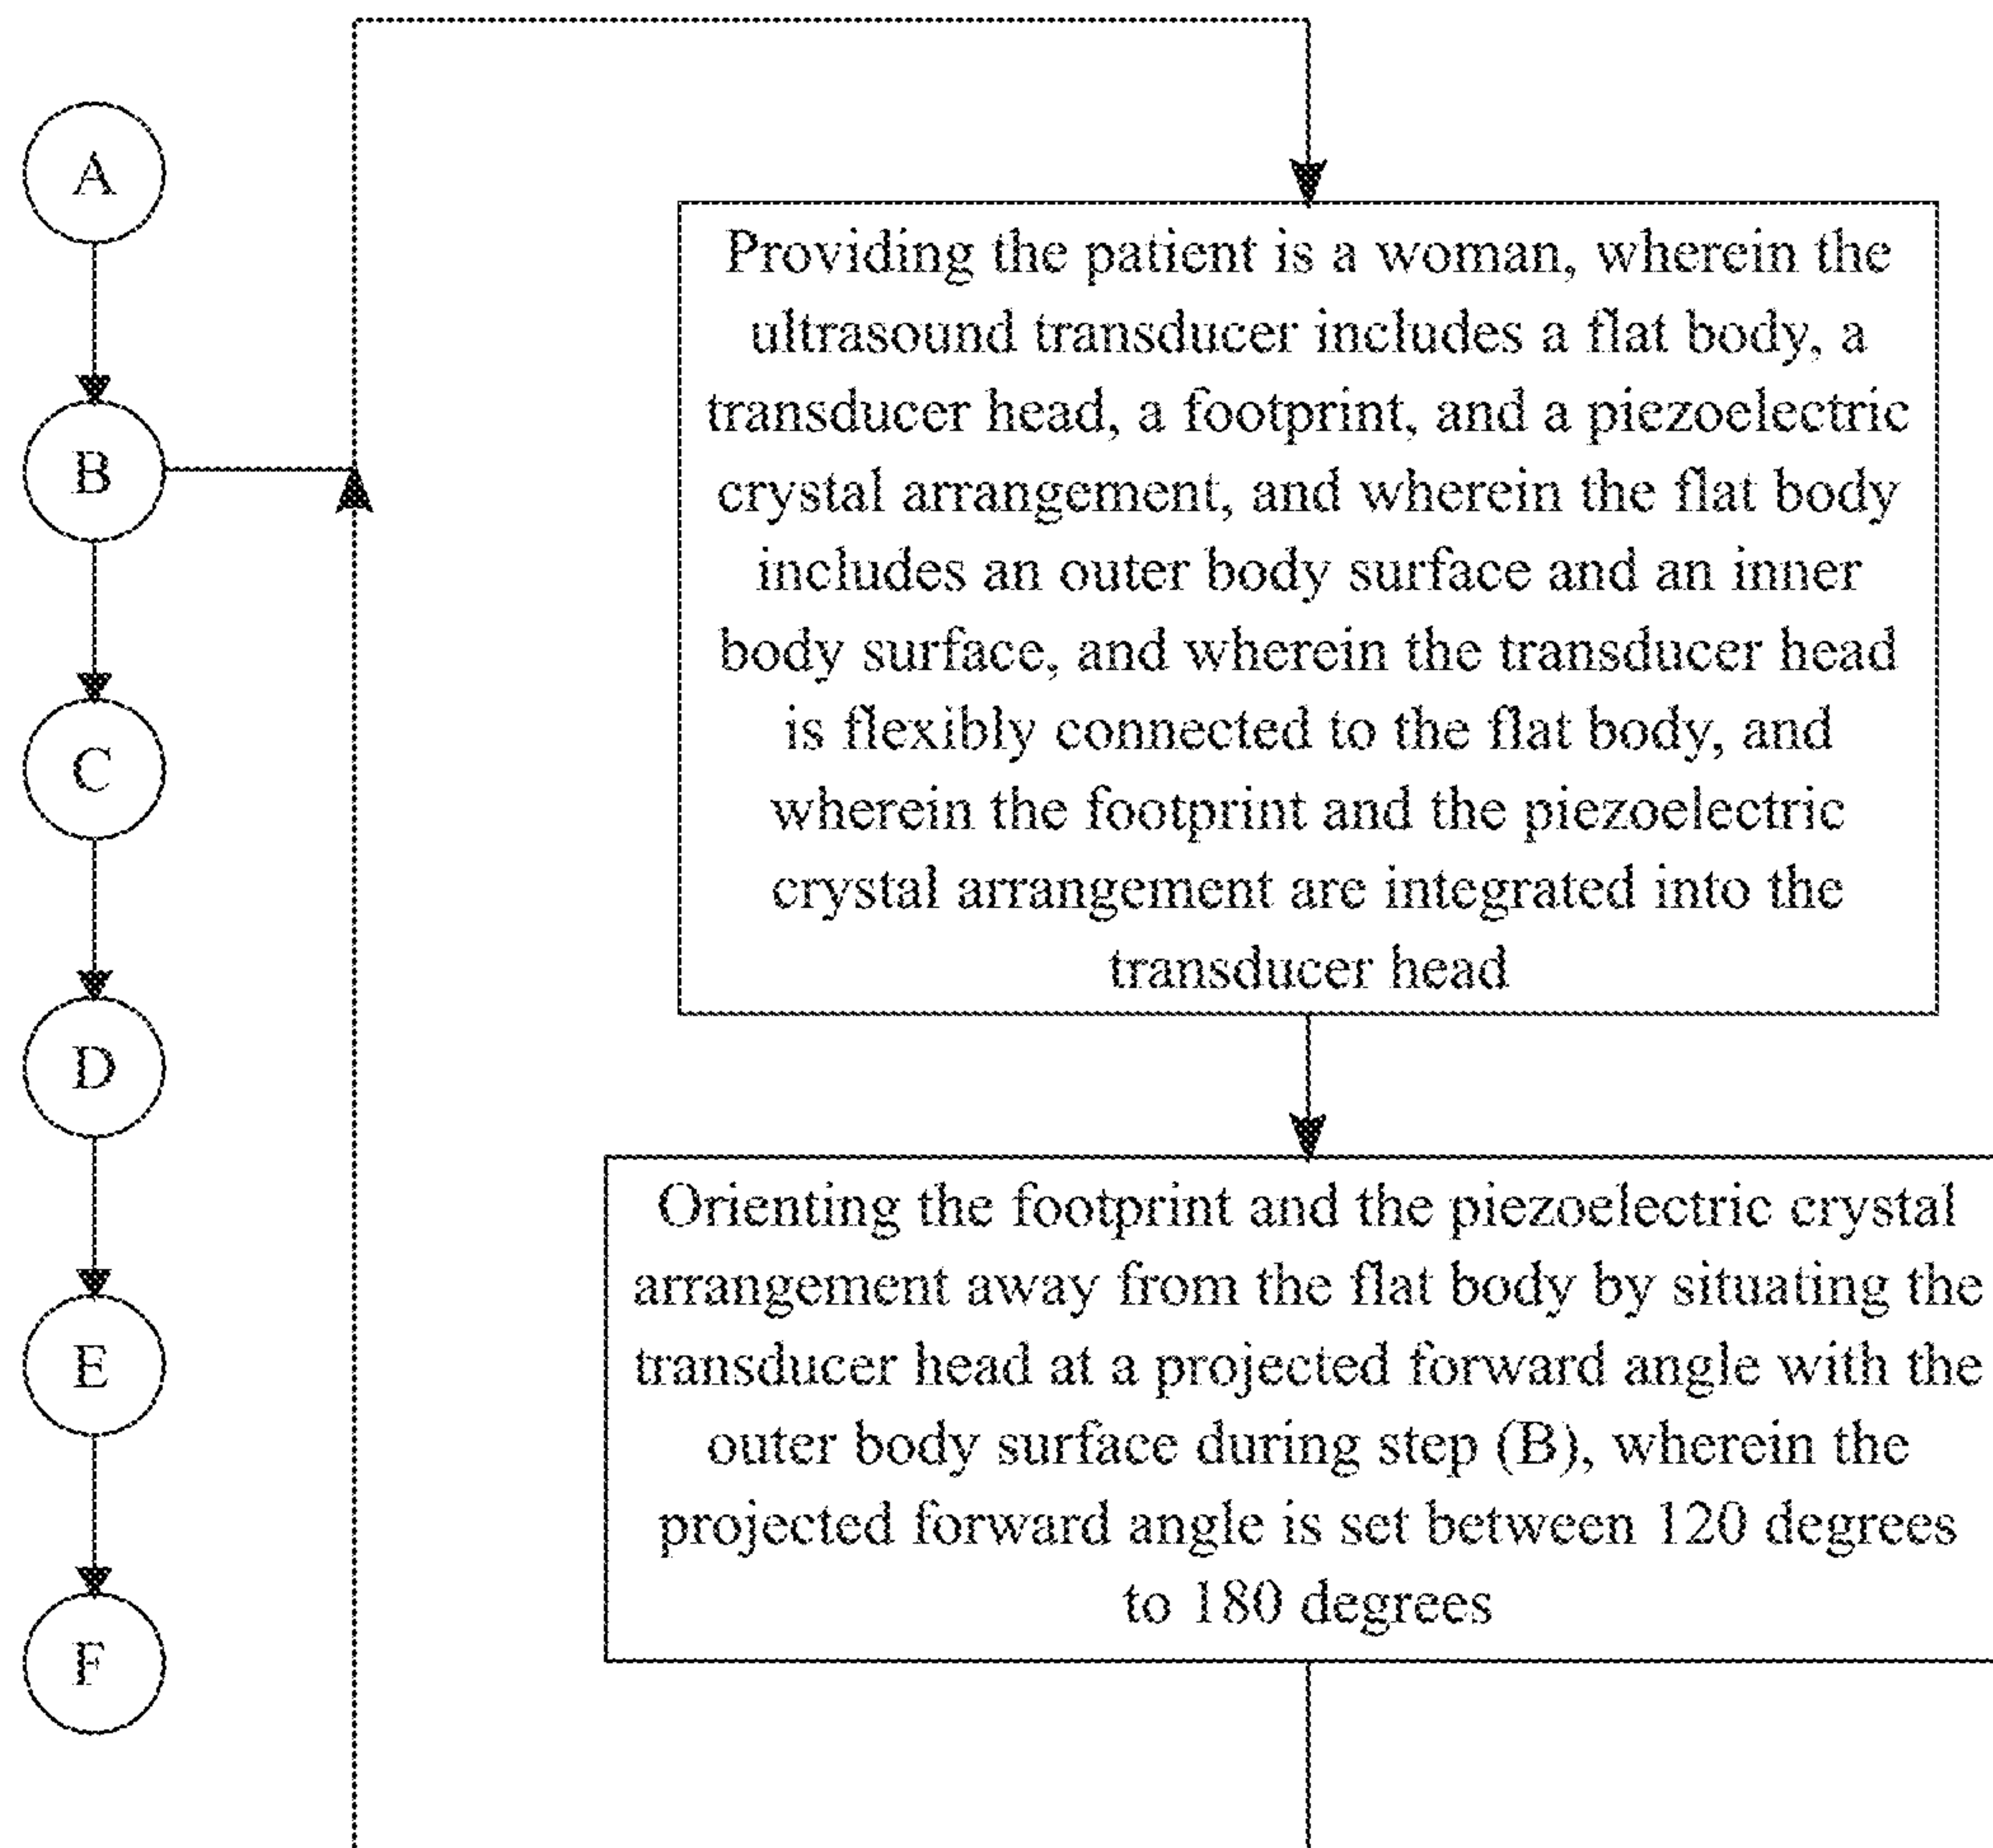 A
B
C
D
E
F
Providing the patient is a woman, wherein the
ultrasound transducer includes a flat body, a
transducer head, a footprint, and a piezoelectric
crystal arrangement, and wherein the flat body
includes an outer body surface and an inner
body surface, and wherein the transducer head
is flexibly connected to the flat body, and
wherein the footprint and the piezoelectric
crystal arrangement are integrated into the
transducer head
Orienting the footprint and the piezoelectric crystal
arrangement away from the flat body by situating the
transducer head at a projected forward angle with the
outer body surface during step (B), wherein the
projected forward angle is set between 120 degrees
to 180 degrees